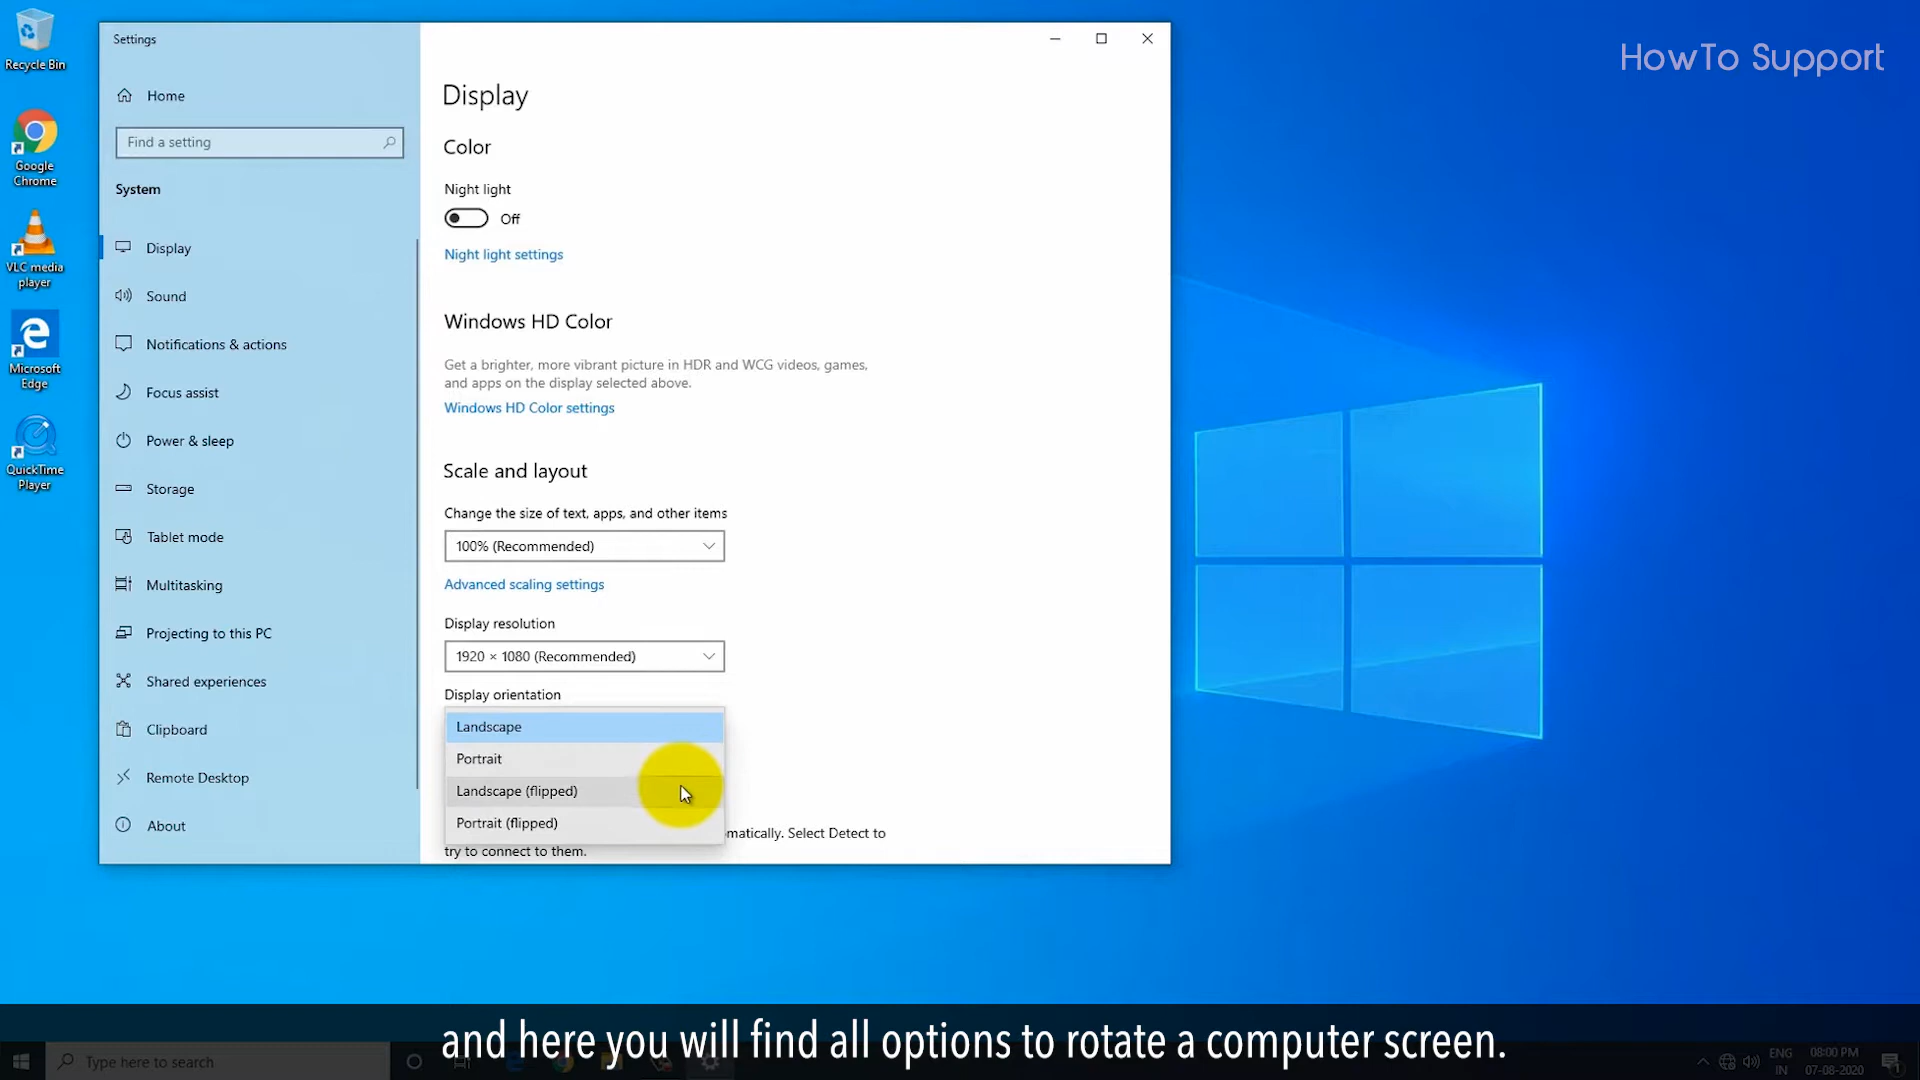 Recycle Bin
Google
Chrome
VLC media
player
Microsoft
Edge
QuickTime
Player
Settings
Home
Find a setting
System
Display
Sound
Notifications & actions
Focus assist
Power & sleep
Storage
Tablet mode
Multitasking
Projecting to this PC
Shared experiences
Clipboard
Remote Desktop
About
Display
Color
Night light
Off
Night light settings
Windows HD Color
Get a brighter, more vibrant picture in HDR and WCG videos, games,
and apps on the display selected above.
Windows HD Color settings
Scale and layout
Change the size of text, apps, and other items
100% (Recommended)
Advanced scaling settings
Display resolution
1920 × 1080 (Recommended)
Display orientation
Landscape
Portrait
Landscape (flipped)
Portrait (flipped)
matically. Select Detect to
try to connect to them.
HowTo Support
and here you will find all options to rotate a computer screen.
Type here to search
ENG
IN
08:00 PM
07-08-2020
1